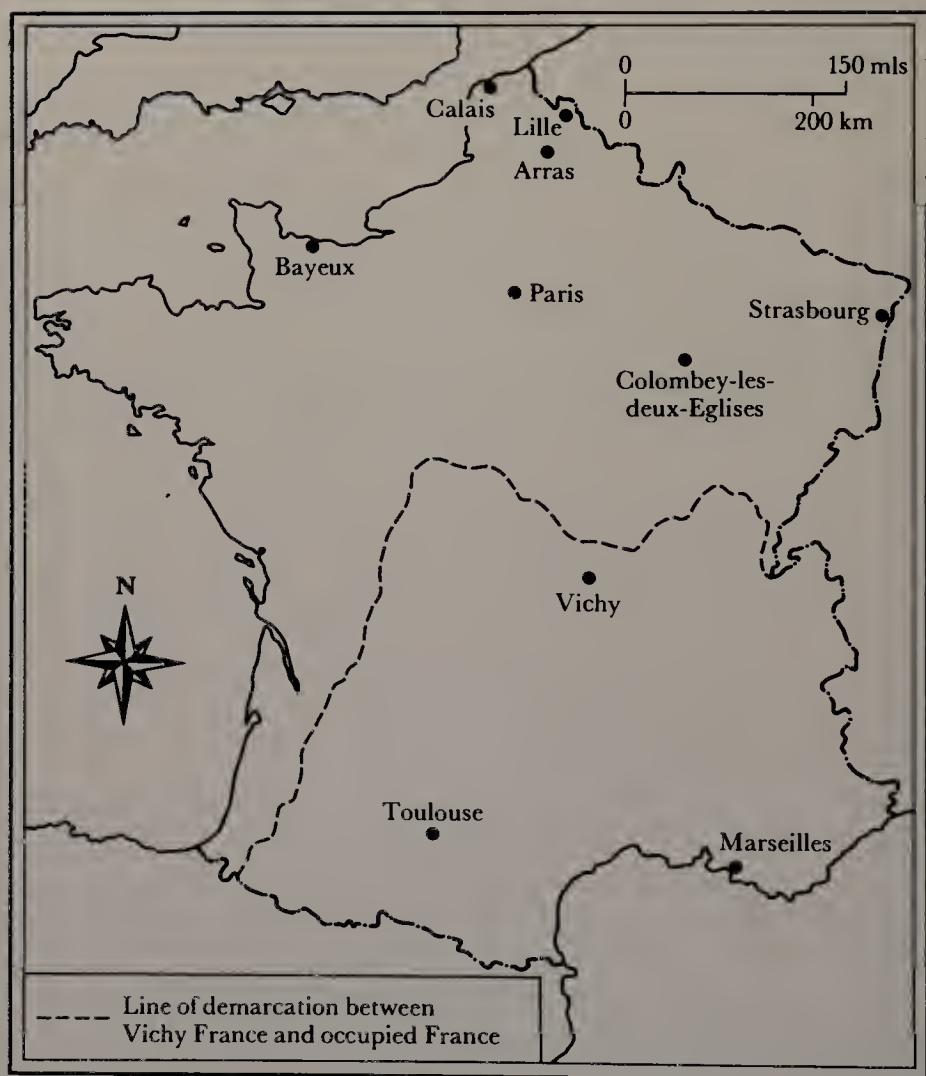 0 150 mls
0 200 km
Calais
Lille
Arras
Bayeux
Paris
Strasbourg
Colombey-les-
deux-Eglises
N
Vichy
Toulouse
Marseilles
Line of demarcation between
Vichy France and occupied France